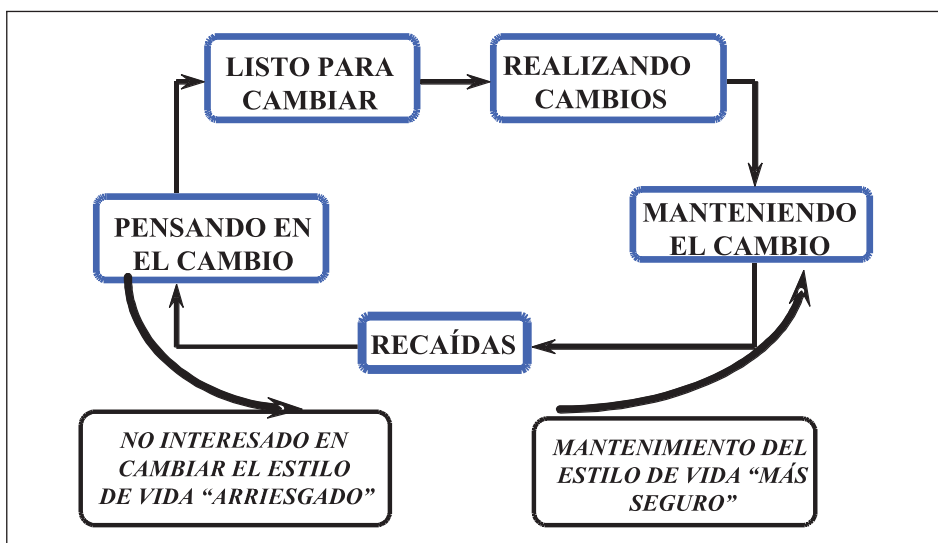 LISTO PARA
CAMBIAR
REALIZANDO
CAMBIOS
PENSANDO EN
EL CAMBIO
MANTENIENDO
EL CAMBIO
RECAÍDAS
NO INTERESADO EN
CAMBIAR EL ESTILO
DE VIDA “ARRIESGADO”
MANTENIMIENTO DEL
ESTILO DE VIDA “MÁS
SEGURO”